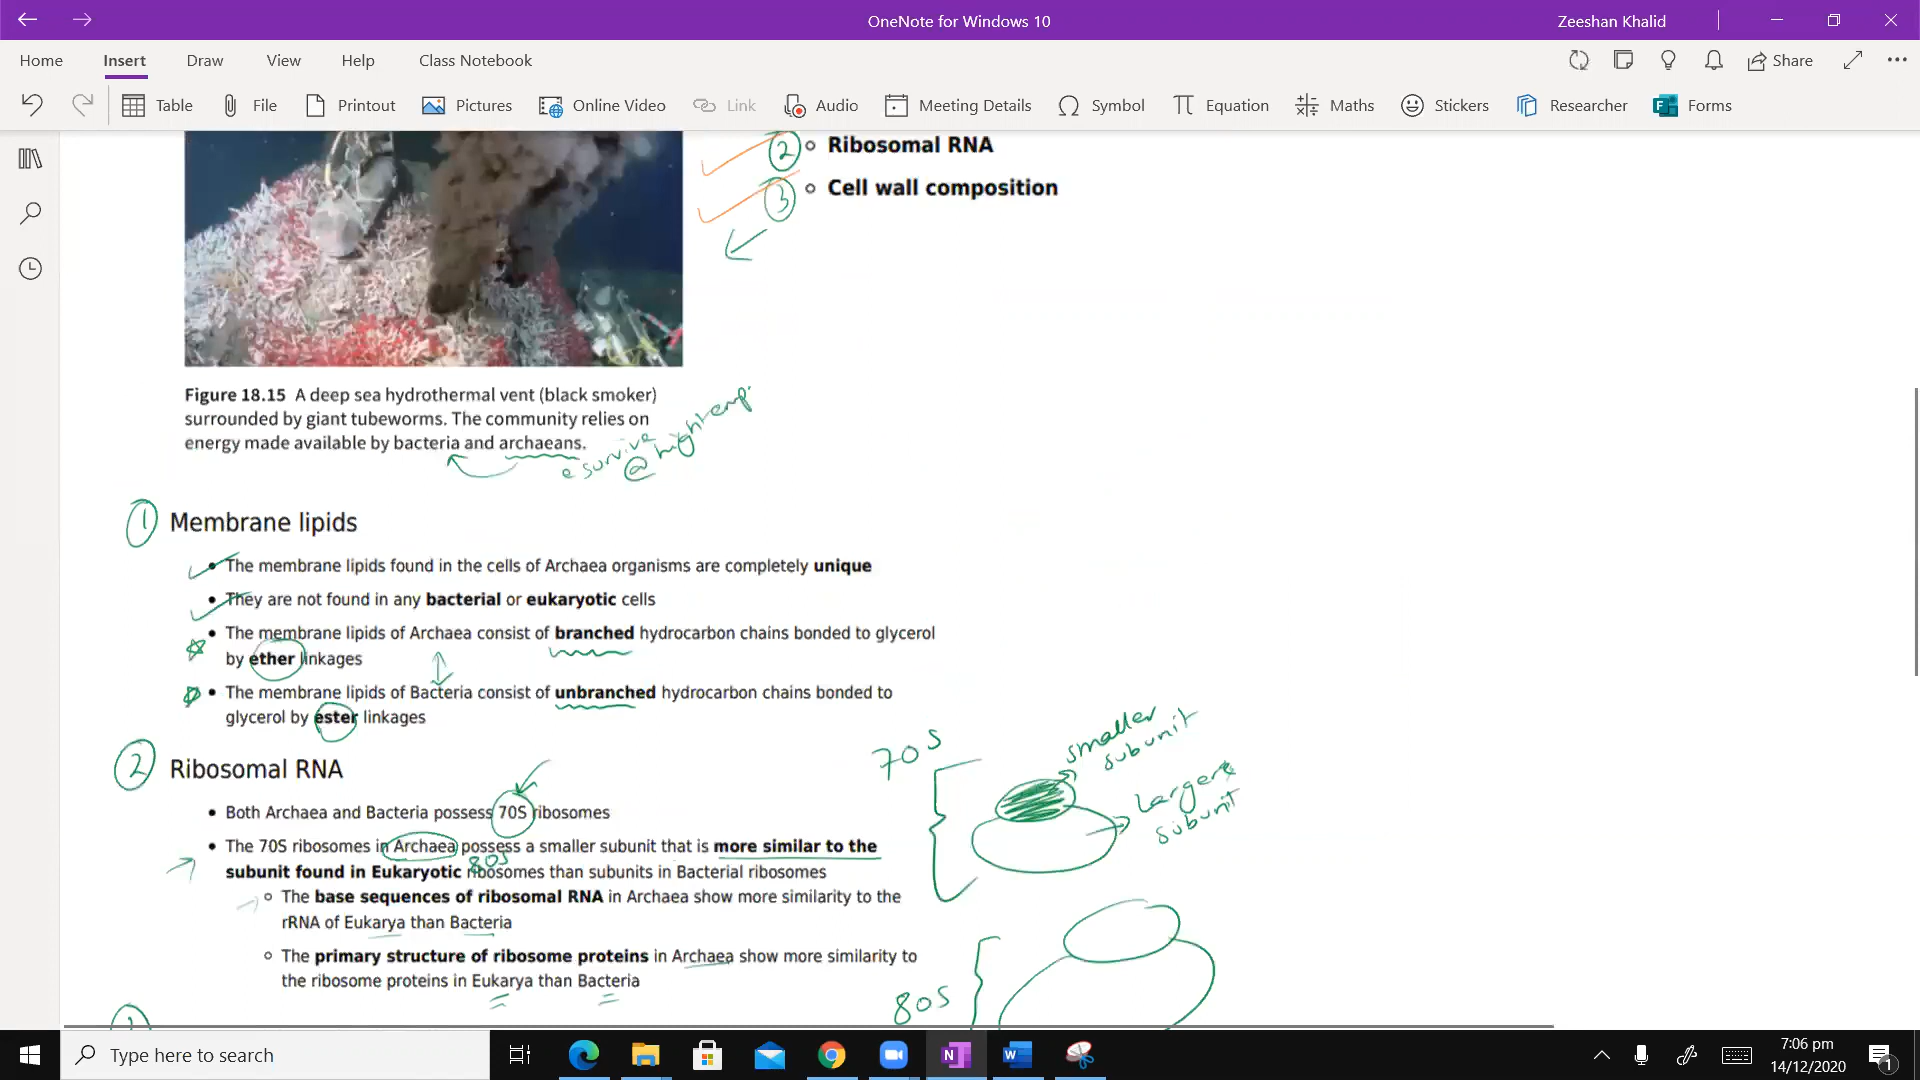 OneNote for Windows 10
Zeeshan Khalid
Home Insert Draw View Help Class Notebook Share
Table File Printout Pictures Online Video Link Audio Meeting Details Symbol Equation Maths Stickers Researcher Forms
2 Ribosomal RNA
3 Cell wall composition
Figure 18.15 A deep sea hydrothermal vent (black smoker)
surrounded by giant tubeworms. The community relies on
energy made available by bacteria and archaeans.
survive
@ high temp.
1 Membrane lipids
• The membrane lipids found in the cells of Archaea organisms are completely unique
• They are not found in any bacterial or eukaryotic cells
• The membrane lipids of Archaea consist of branched hydrocarbon chains bonded to glycerol
by ether linkages
• The membrane lipids of Bacteria consist of unbranched hydrocarbon chains bonded to
glycerol by ester linkages
2 Ribosomal RNA
• Both Archaea and Bacteria possess 70S ribosomes
• The 70S ribosomes in Archaea possess a smaller subunit that is more similar to the
80S
subunit found in Eukaryotic ribosomes than subunits in Bacterial ribosomes
The base sequences of ribosomal RNA in Archaea show more similarity to the
rRNA of Eukarya than Bacteria
The primary structure of ribosome proteins in Archaea show more similarity to
the ribosome proteins in Eukarya than Bacteria
70S
smaller
subunit
Larger
subunit
80S
Type here to search
7:06 pm
14/12/2020
1